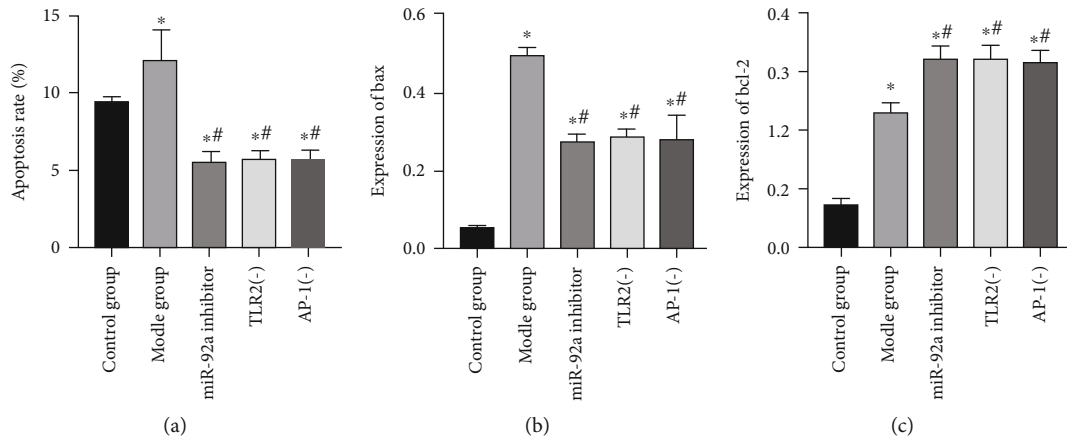 Apoptosis rate (%)
15
10
5
0
*
*#
*#
*#
Control group
Modle group
miR-92a inhibitor
TLR2(-)
AP-1(-)
(a)
Expression of bax
0.6
0.4
0.2
0.0
*
*#
*#
*#
Control group
Modle group
miR-92a inhibitor
TLR2(-)
AP-1(-)
(b)
Expression of bcl-2
0.4
0.3
1.2
0.2
0.0
*
*#
*#
*#
Control group
Modle group
miR-92a inhibitor
TLR2(-)
AP-1(-)
(c)